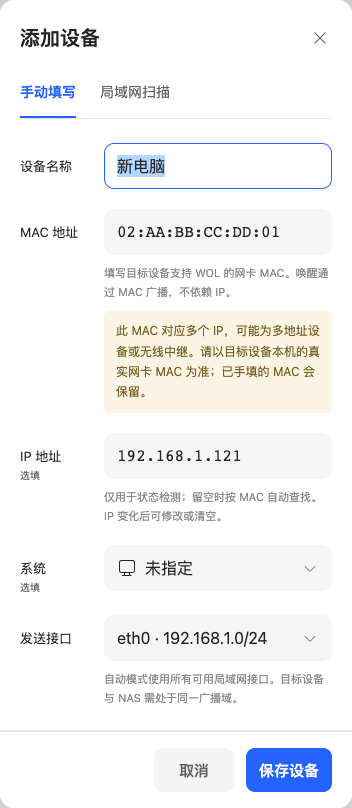 添加设备
手动填写
局域网扫描
设备名称
新电脑
MAC 地址
02:AA:BB:CC:DD:01
填写目标设备支持 WOL 的网卡 MAC。唤醒通
过 MAC 广播，不依赖 IP。
此 MAC 对应多个 IP，可能为多地址设
备或无线中继。请以目标设备本机的真
实网卡 MAC 为准；已手填的 MAC 会
保留。
IP 地址
选填
192.168.1.121
仅用于状态检测；留空时按 MAC 自动查找。
IP 变化后可修改或清空。
系统
选填
未指定
发送接口
eth0 · 192.168.1.0/24
自动模式使用所有可用局域网接口。目标设备
与 NAS 需处于同一广播域。
取消
保存设备